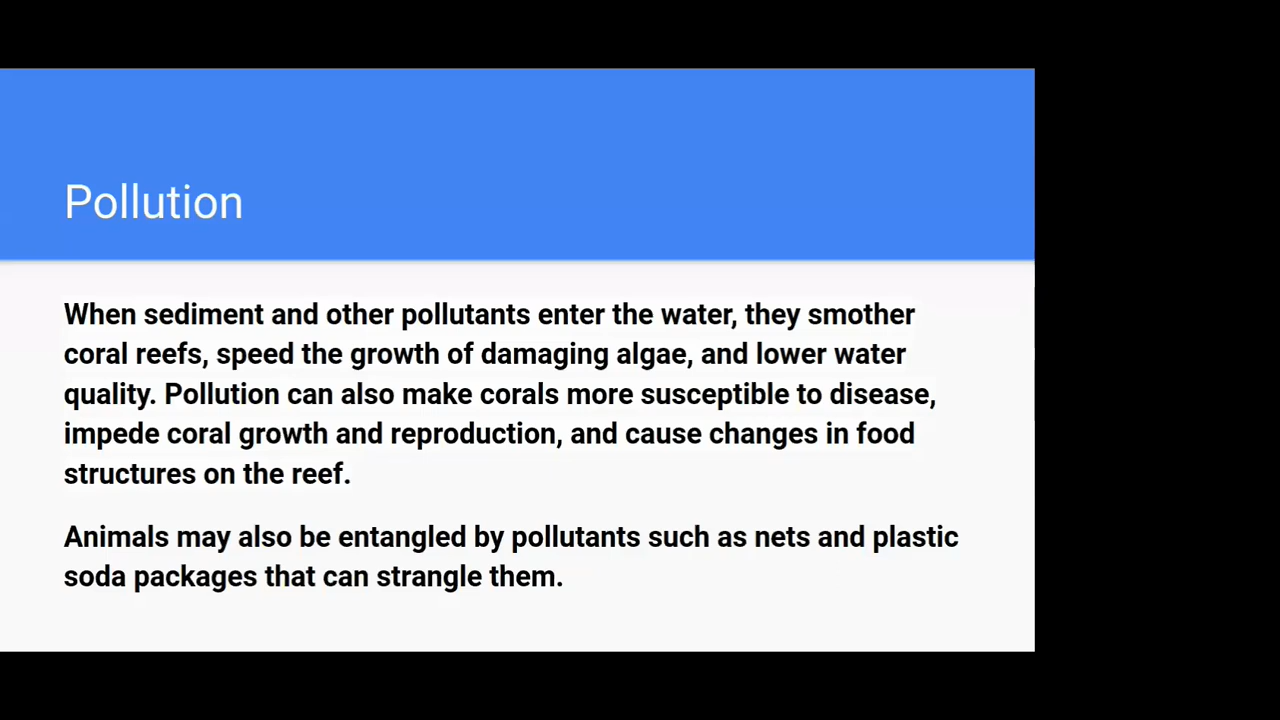 Pollution
When sediment and other pollutants enter the water, they smother
coral reefs, speed the growth of damaging algae, and lower water
quality. Pollution can also make corals more susceptible to disease,
impede coral growth and reproduction, and cause changes in food
structures on the reef.
Animals may also be entangled by pollutants such as nets and plastic
soda packages that can strangle them.